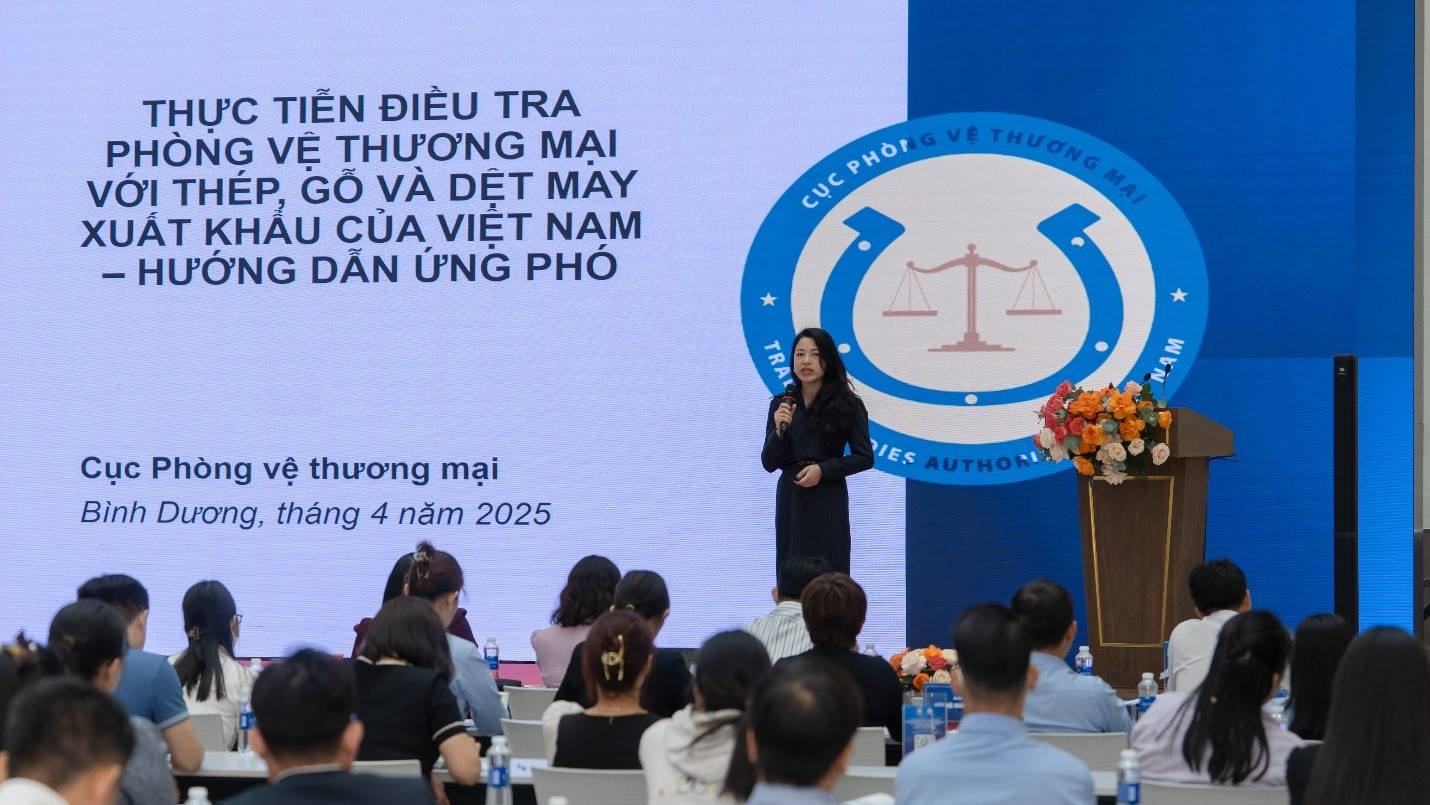 THỰC TIỄN ĐIỀU TRA
PHÒNG VỆ THƯƠNG MẠI
VỚI THÉP, GỖ VÀ DỆT MAY
XUẤT KHẨU CỦA VIỆT NAM
– HƯỚNG DẪN ỨNG PHÓ
CỤC PHÒNG VỆ THƯƠNG MẠI
AUTHORI
NAM
Cục Phòng vệ thương mại
Bình Dương, tháng 4 năm 2025